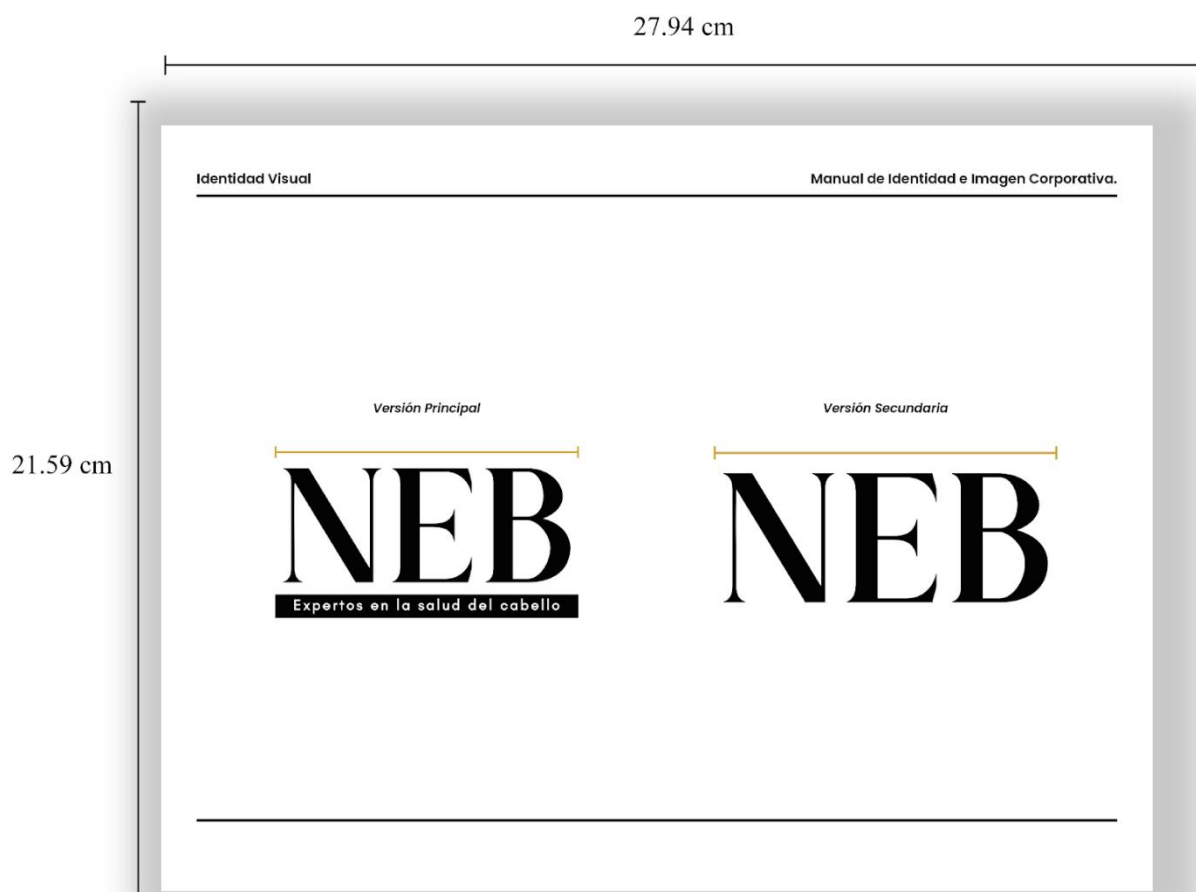 27.94 cm
Identidad Visual
Manual de Identidad e Imagen Corporativa.
Versión Principal
Versión Secundaria
21.59 cm
NEB
NEB
Expertos en la salud del cabello